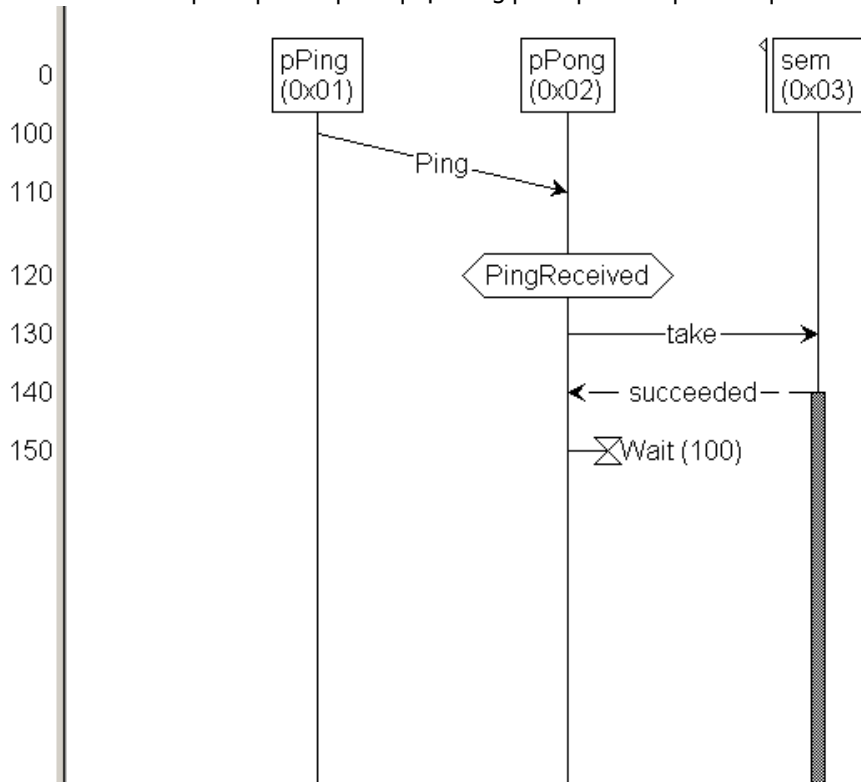 pPing
(0x01)
pPong
(0x02)
sem
(0x03)
0
100
Ping
110
120
PingReceived
130
take
140
succeeded
150
Wait (100)